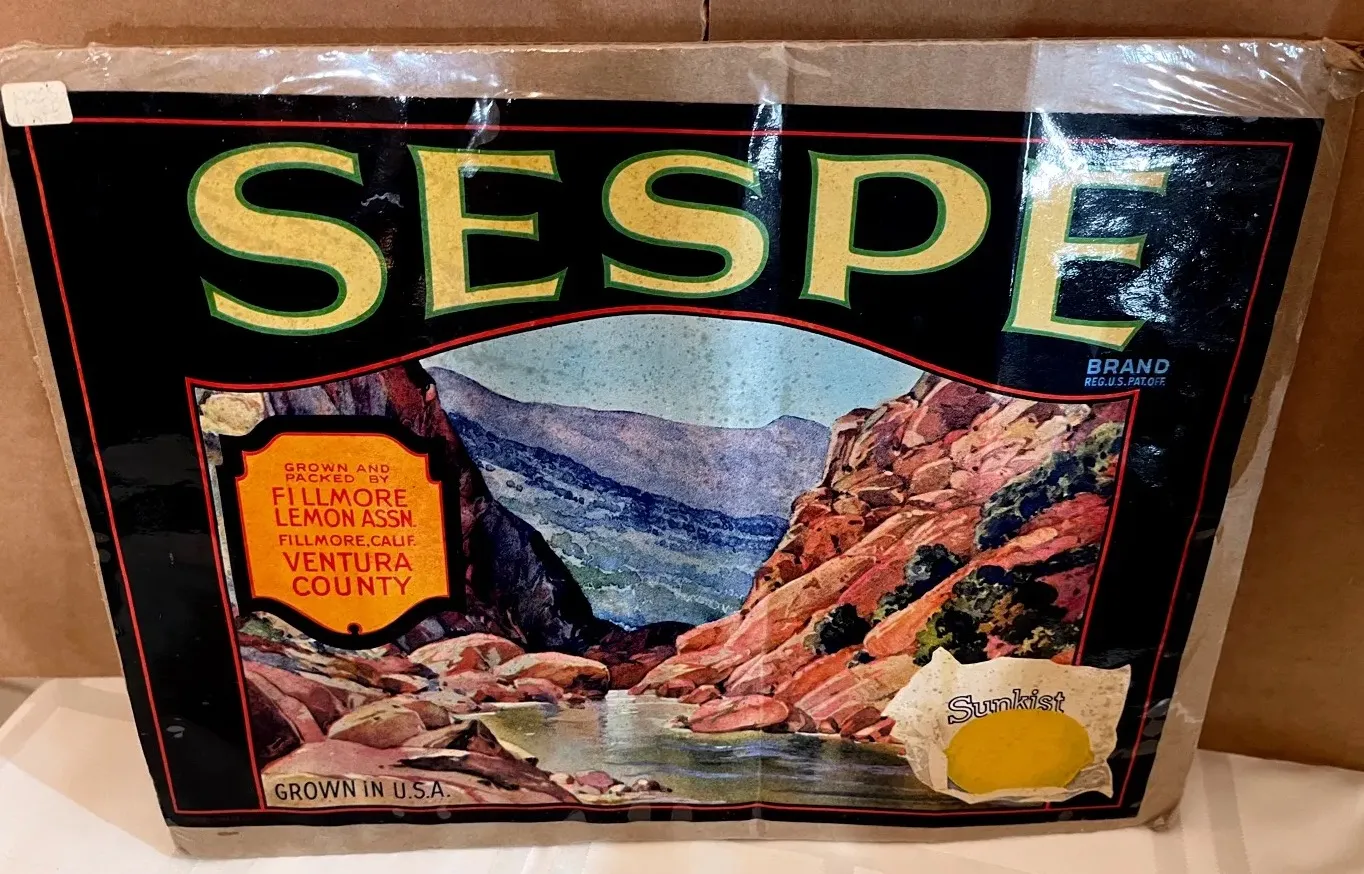 SESPE
BRAND
REG.U.S.PAT.OFF.
GROWN AND
PACKED BY
FILLMORE
LEMON ASSN.
FILLMORE, CALIF.
VENTURA
COUNTY
Sunkist
GROWN IN U.S.A.